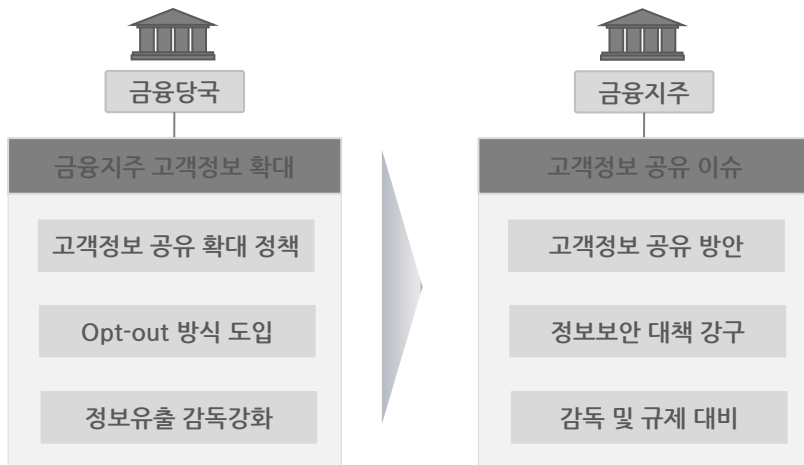 금융당국
금융지주 고객정보 확대
고객정보 공유 확대 정책
Opt-out 방식 도입
정보유출 감독강화
금융지주
고객정보 공유 이슈
고객정보 공유 방안
정보보안 대책 강구
감독 및 규제 대비